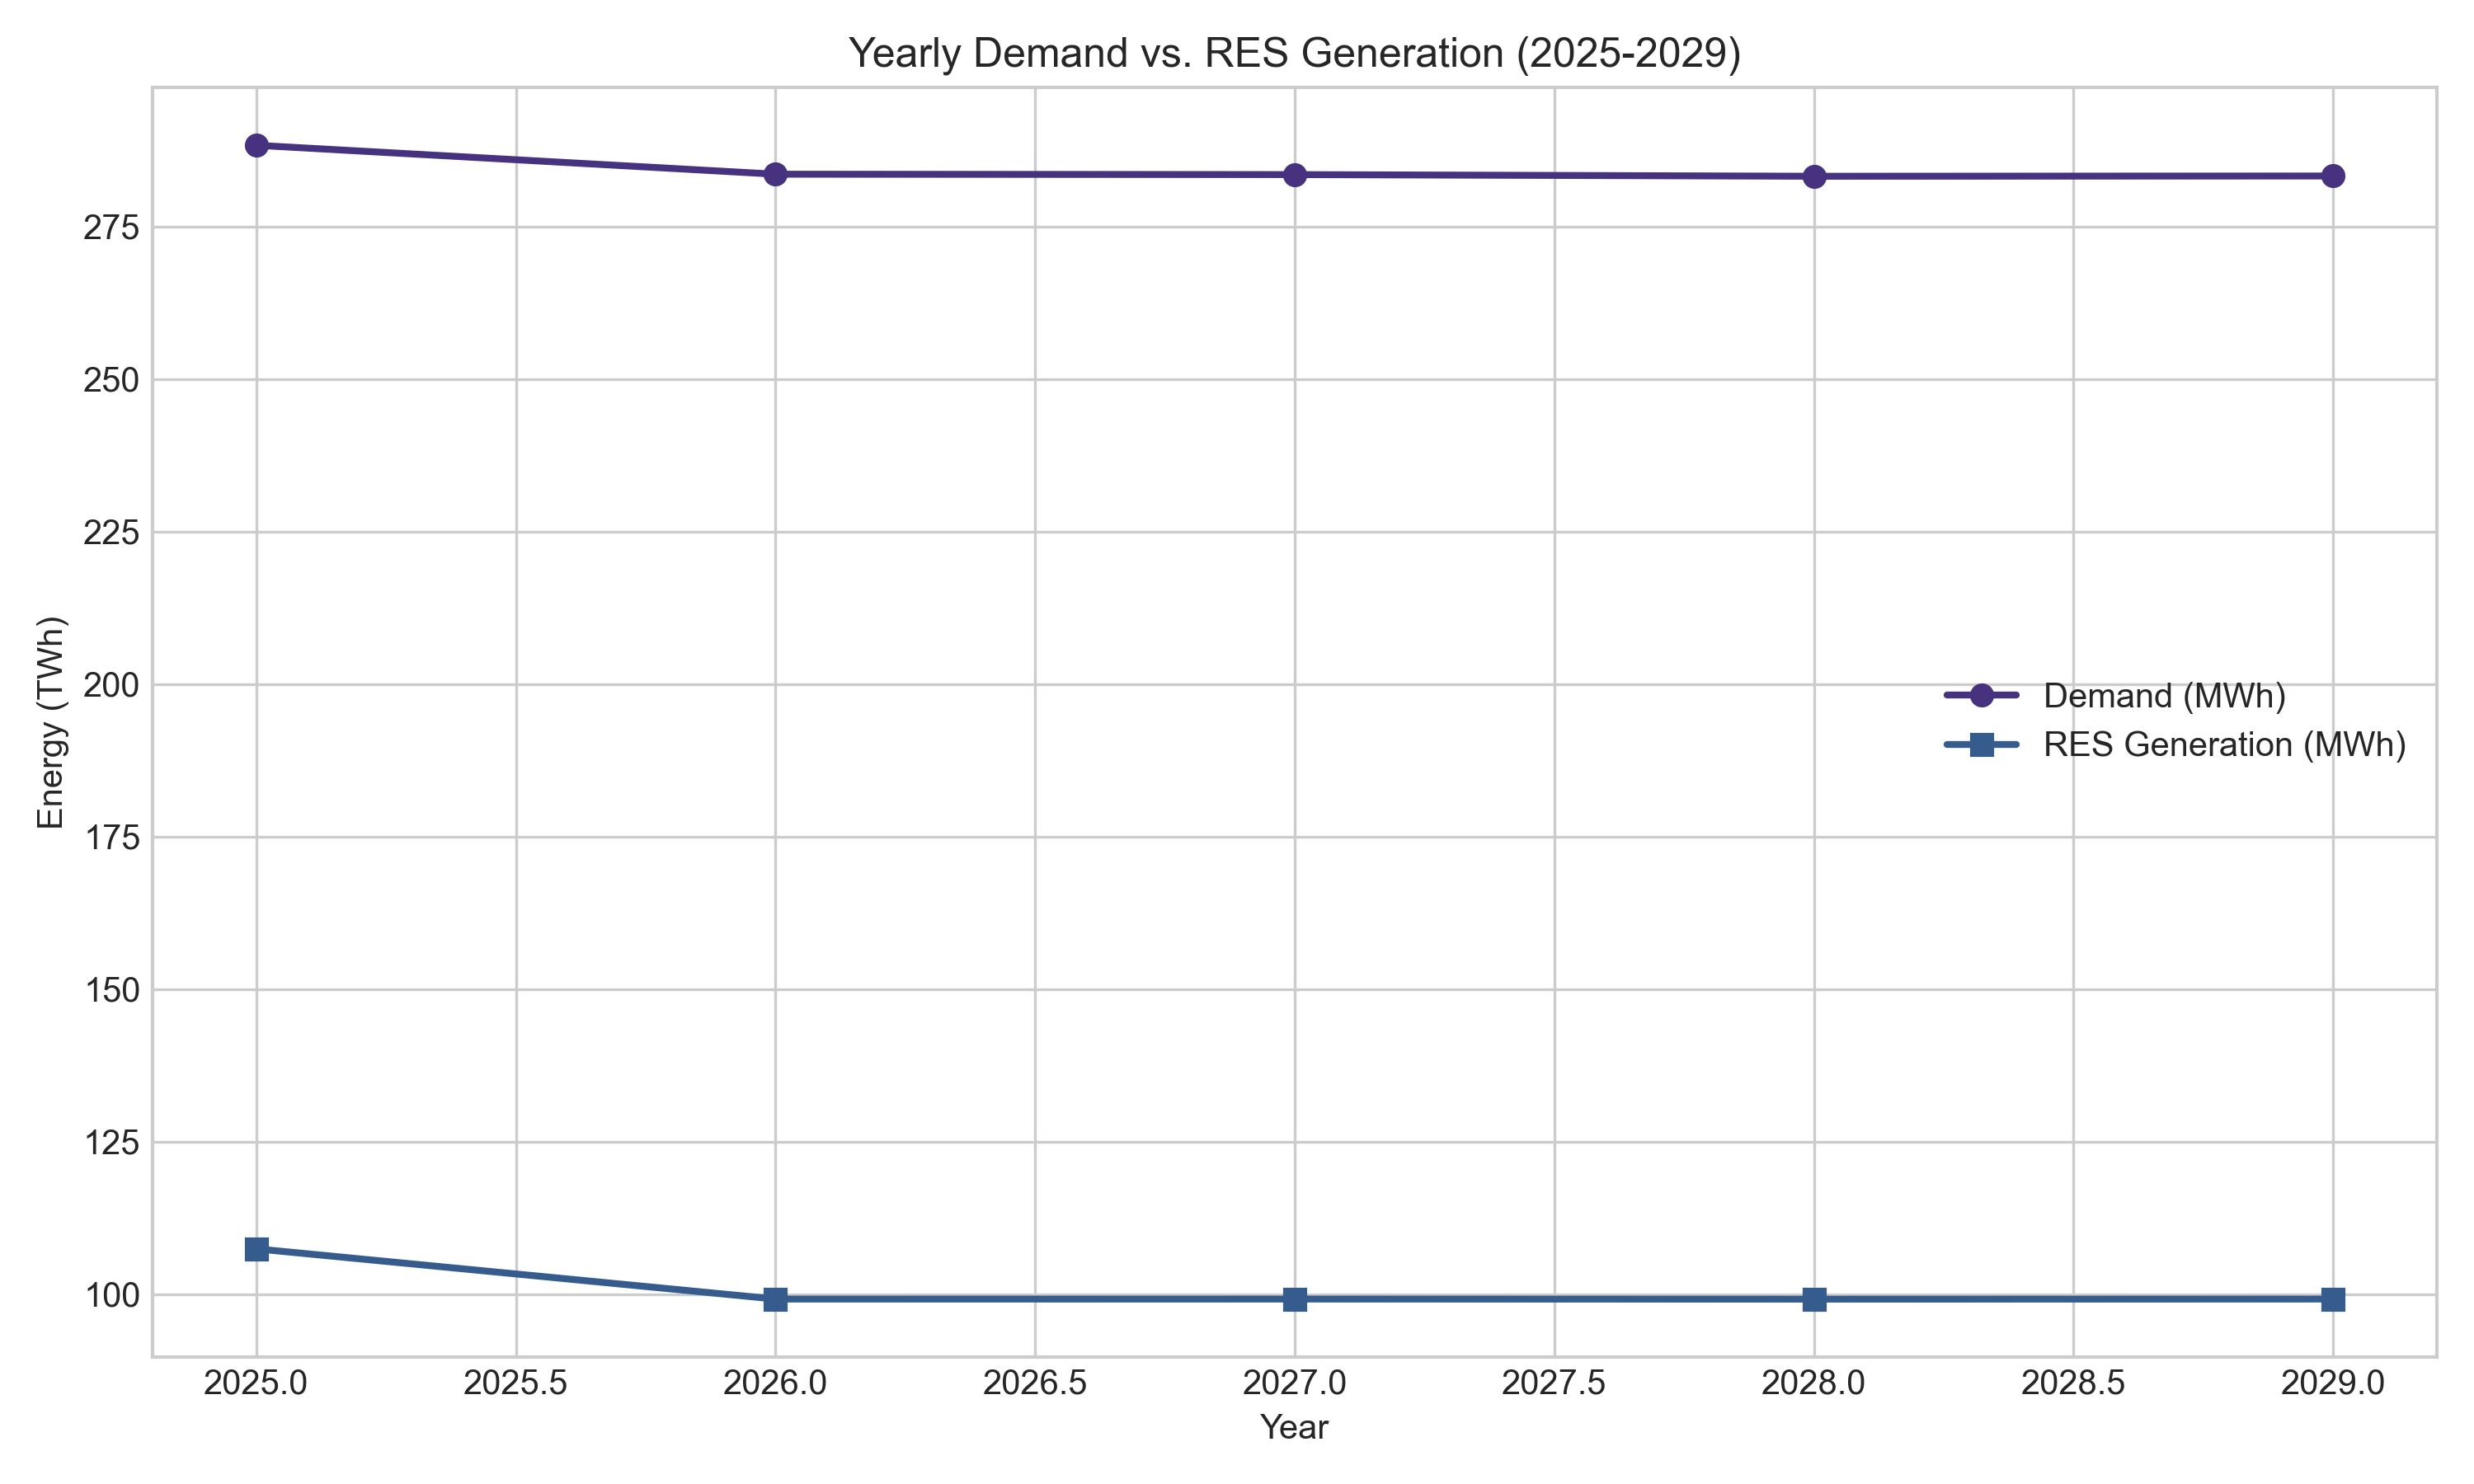 Yearly Demand vs. RES Generation (2025-2029)
Energy (TWh)
275
250
225
200
175
150
125
100
Demand (MWh)
RES Generation (MWh)
2025.0 2025.5 2026.0 2026.5 2027.0 2027.5 2028.0 2028.5 2029.0
Year